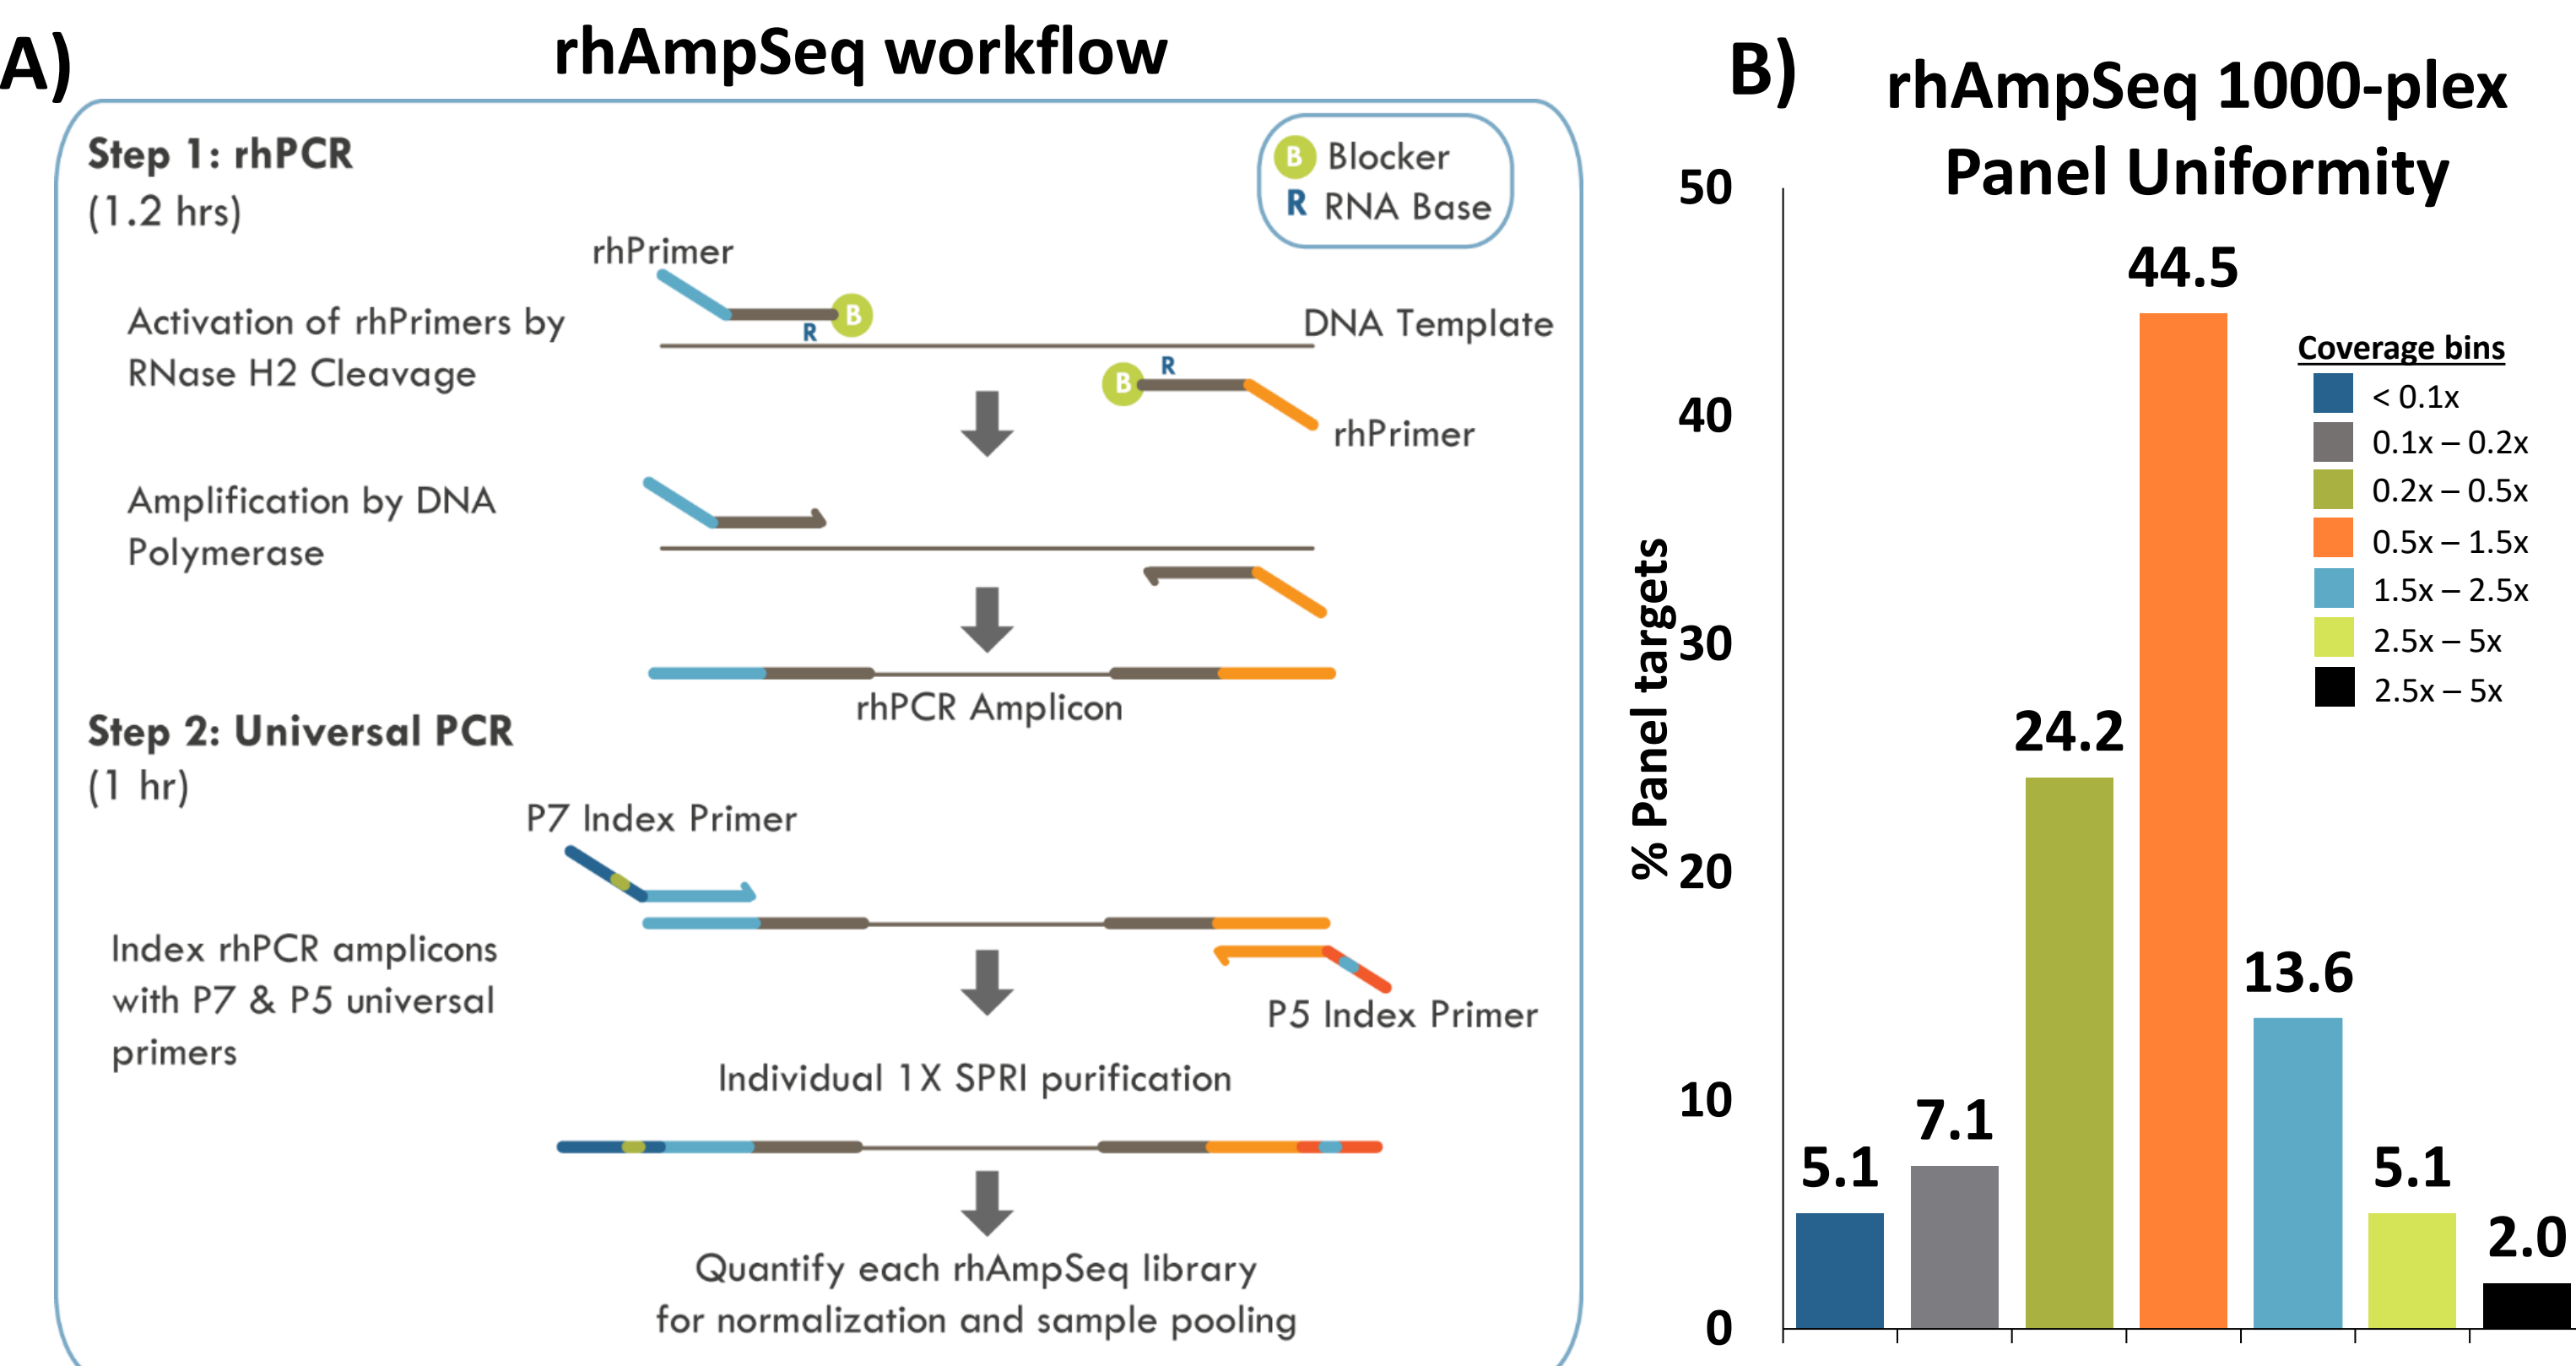 A)
rhAmpSeq workflow
Step 1: rhPCR
(1.2 hrs)
B Blocker
R RNA Base
rhPrimer
Activation of rhPrimers by
RNase H2 Cleavage
B
R
DNA Template
R
B
rhPrimer
Amplification by DNA
Polymerase
rhPCR Amplicon
Step 2: Universal PCR
(1 hr)
P7 Index Primer
Index rhPCR amplicons
with P7 & P5 universal
primers
P5 Index Primer
Individual 1X SPRI purification
Quantify each rhAmpSeq library
for normalization and sample pooling
B)
rhAmpSeq 1000-plex
Panel Uniformity
% Panel targets
50
40
30
20
10
0
5.1
7.1
24.2
44.5
13.6
5.1
2.0
Coverage bins
< 0.1x
0.1x – 0.2x
0.2x – 0.5x
0.5x – 1.5x
1.5x – 2.5x
2.5x – 5x
2.5x – 5x